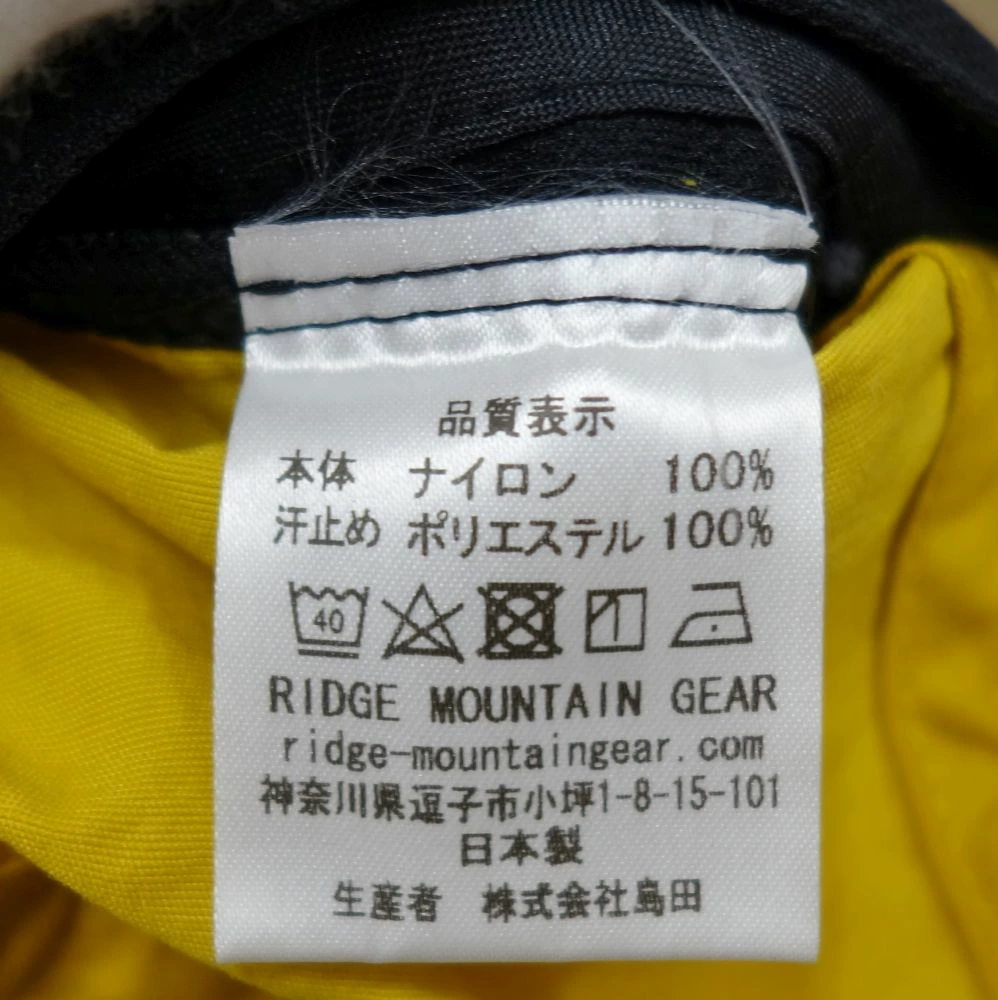 品質表示
本体 ナイロン 100%
汗止め ポリエステル 100%
40
RIDGE MOUNTAIN GEAR
ridge-mountaingear.com
神奈川県逗子市小坪1-8-15-101
日本製
生産者 株式会社島田